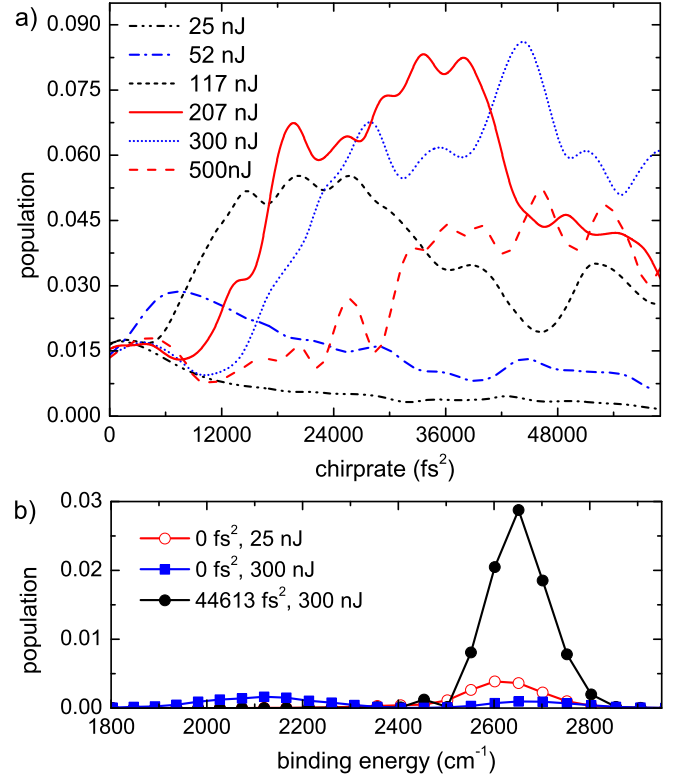 a)
25 nJ
52 nJ
117 nJ
207 nJ
300 nJ
500nJ
0.090
0.075
0.060
0.045
0.030
0.015
0.000
population
0 12000 24000 36000 48000
chirprate (fs²)
b)
0 fs², 25 nJ
0 fs², 300 nJ
44613 fs², 300 nJ
0.03
0.02
0.01
0.00
population
1800 2000 2200 2400 2600 2800
binding energy (cm⁻¹)